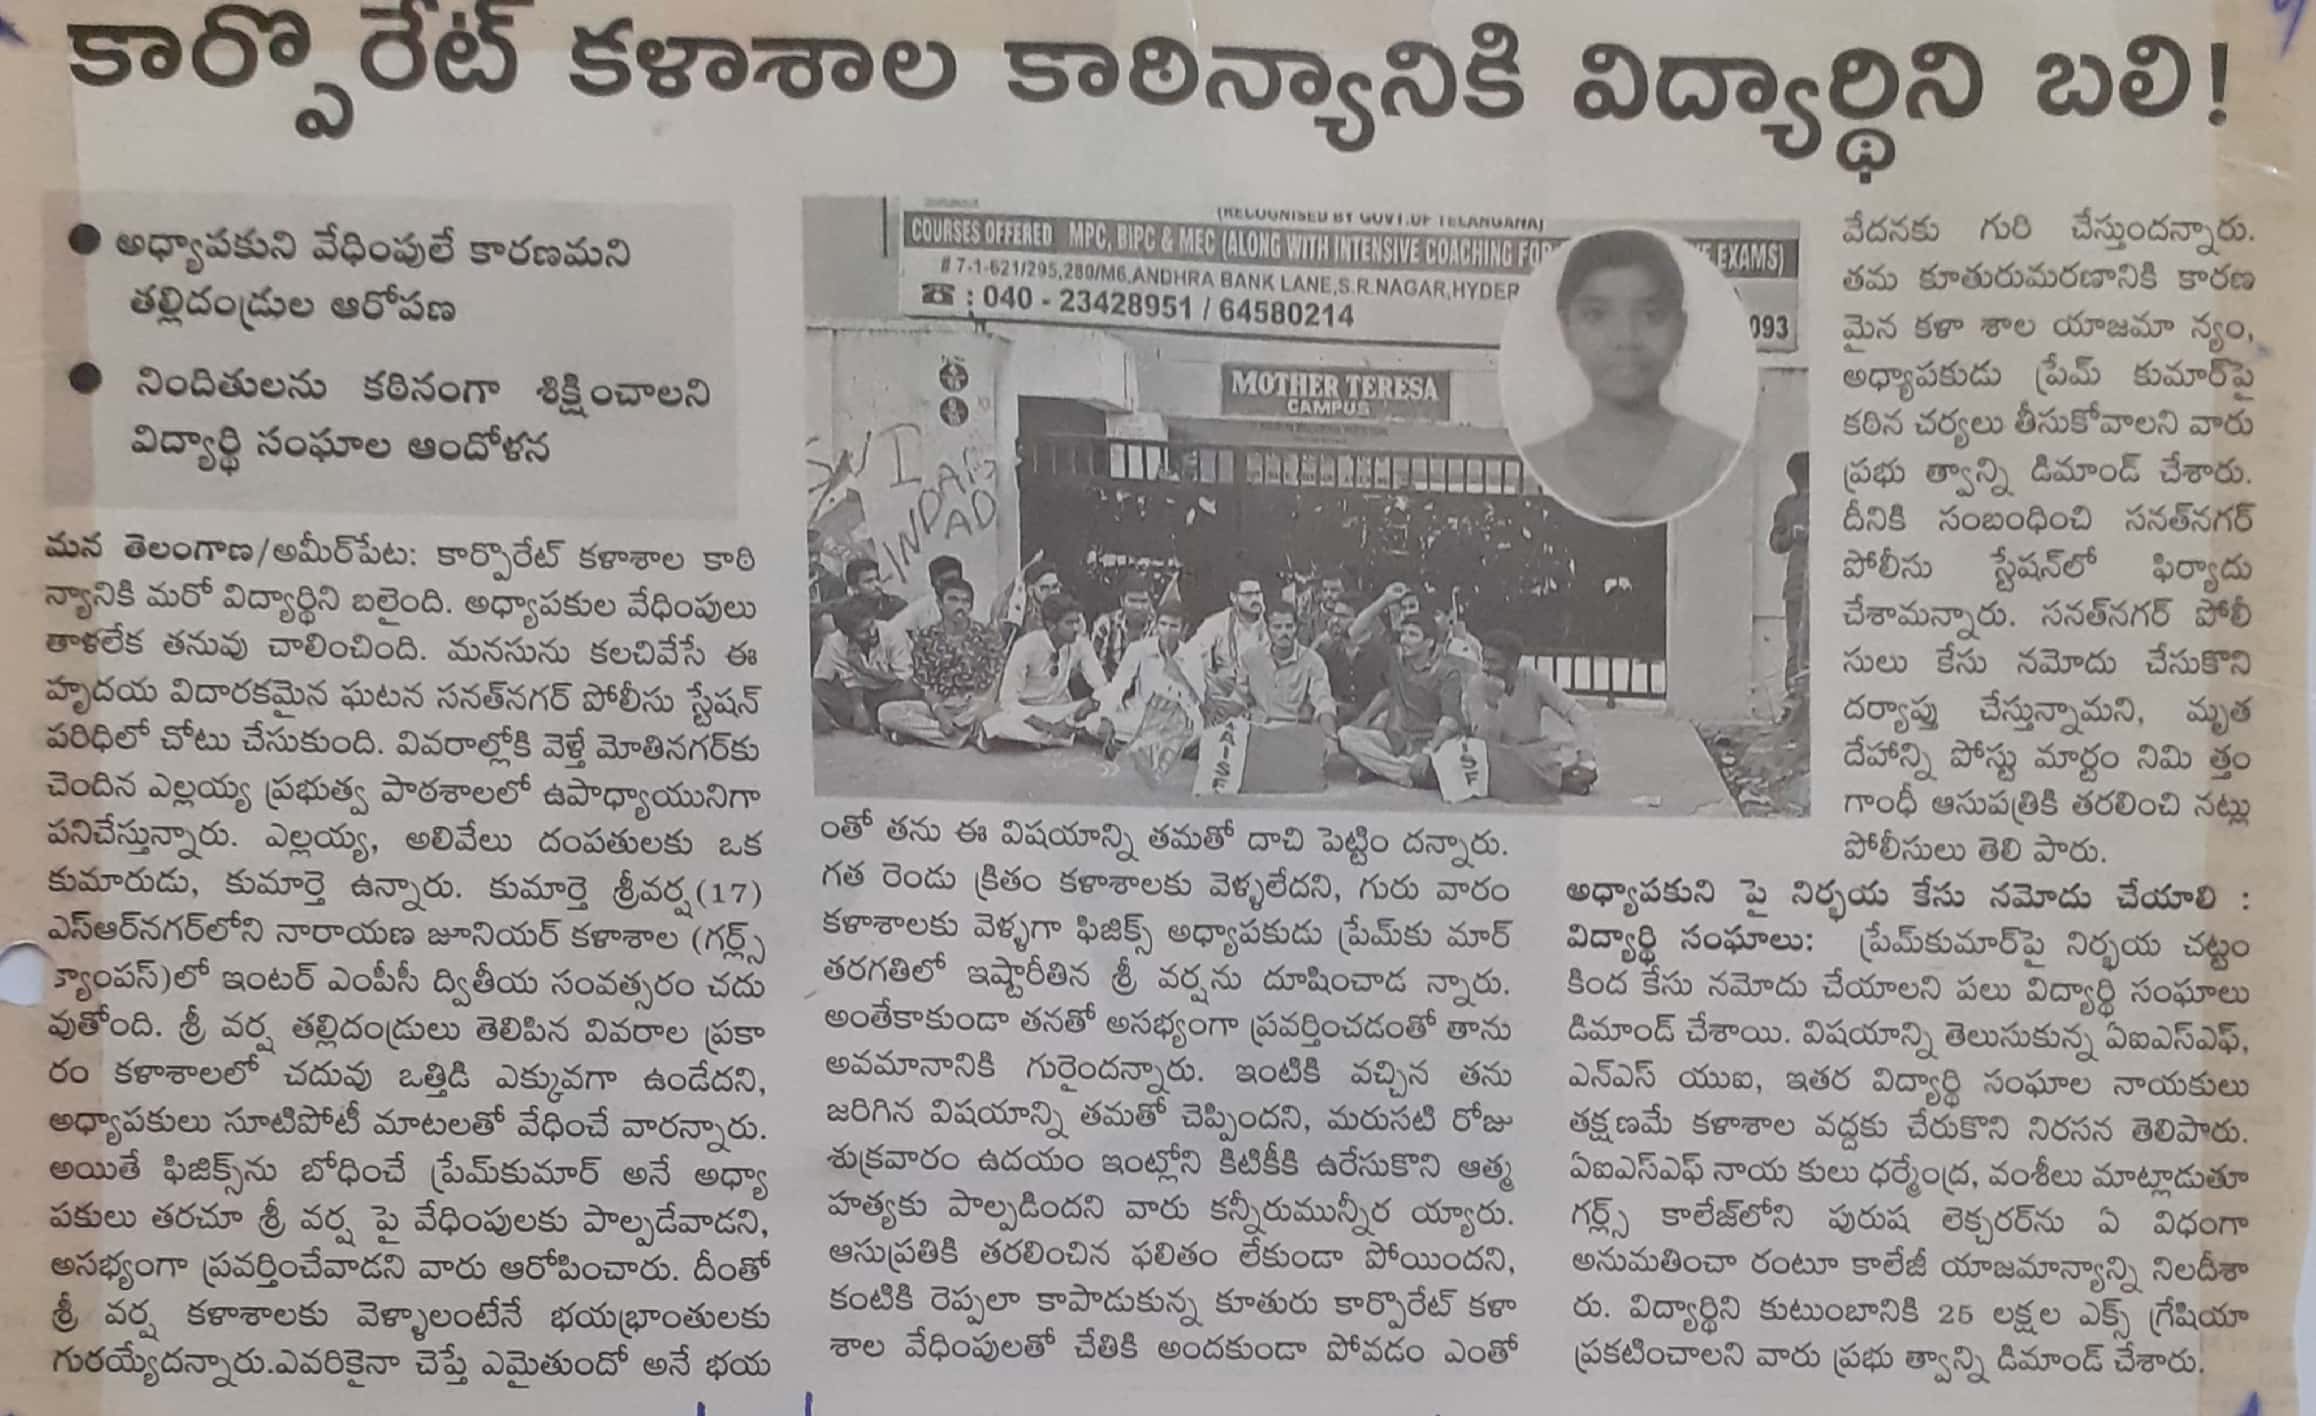 కార్పొరేట్ కళాశాల కాఠిన్యానికి విద్యార్థిని బలి!
● అధ్యాపకుని వేధింపులే కారణమని
తల్లిదండ్రుల ఆరోపణ
● నిందితులను కఠినంగా శిక్షించాలని
విద్యార్థి సంఘాల ఆందోళన
మన తెలంగాణ/అమీర్‌పేట: కార్పొరేట్ కళాశాల కాఠి
న్యానికి మరో విద్యార్థిని బలైంది. అధ్యాపకుల వేధింపులు
తాళలేక తనువు చాలించింది. మనసును కలచివేసే ఈ
హృదయ విదారకమైన ఘటన సనత్‌నగర్ పోలీసు స్టేషన్
పరిధిలో చోటు చేసుకుంది. వివరాల్లోకి వెళ్తే మోతినగర్‌కు
చెందిన ఎల్లయ్య ప్రభుత్వ పాఠశాలలో ఉపాధ్యాయునిగా
పనిచేస్తున్నారు. ఎల్లయ్య, అలివేలు దంపతులకు ఒక
కుమారుడు, కుమార్తె ఉన్నారు. కుమార్తె శ్రీవర్ష(17)
ఎస్ఆర్‌నగర్‌లోని నారాయణ జూనియర్ కళాశాల (గర్ల్స్
క్యాంపస్)లో ఇంటర్ ఎంపీసీ ద్వితీయ సంవత్సరం చదు
వుతోంది. శ్రీ వర్ష తల్లిదండ్రులు తెలిపిన వివరాల ప్రకా
రం కళాశాలలో చదువు ఒత్తిడి ఎక్కువగా ఉండేదని,
అధ్యాపకులు సూటిపోటీ మాటలతో వేధించే వారన్నారు.
అయితే ఫిజిక్స్‌ను బోధించే ప్రేమ్‌కుమార్ అనే అధ్యా
పకులు తరచూ శ్రీ వర్ష పై వేధింపులకు పాల్పడేవాడని,
అసభ్యంగా ప్రవర్తించేవాడని వారు ఆరోపించారు. దీంతో
శ్రీ వర్ష కళాశాలకు వెళ్ళాలంటేనే భయభ్రాంతులకు
గురయ్యేదన్నారు.ఎవరికైనా చెప్తే ఎమైతుందో అనే భయ
(RECOGNISED BY GOVT.OF TELANGANA)
COURSES OFFERED MPC, BIPC & MEC (ALONG WITH INTENSIVE COACHING FOR EXAMS)
# 7-1-621/295,280/M6,ANDHRA BANK LANE,S.R.NAGAR,HYDER
☎ : 040 - 23428951 / 64580214
093
MOTHER TERESA
CAMPUS
AISF
ISF
ంతో తను ఈ విషయాన్ని తమతో దాచి పెట్టిం దన్నారు.
గత రెండు క్రితం కళాశాలకు వెళ్ళలేదని, గురు వారం
కళాశాలకు వెళ్ళగా ఫిజిక్స్ అధ్యాపకుడు ప్రేమ్‌కు మార్
తరగతిలో ఇష్టారీతిన శ్రీ వర్షను దూషించాడ న్నారు.
అంతేకాకుండా తనతో అసభ్యంగా ప్రవర్తించడంతో తాను
అవమానానికి గురైందన్నారు. ఇంటికి వచ్చిన తను
జరిగిన విషయాన్ని తమతో చెప్పిందని, మరుసటి రోజు
శుక్రవారం ఉదయం ఇంట్లోని కిటికీకి ఉరేసుకొని ఆత్మ
హత్యకు పాల్పడిందని వారు కన్నీరుమున్నీర య్యారు.
ఆసుప్రతికి తరలించిన ఫలితం లేకుండా పోయిందని,
కంటికి రెప్పలా కాపాడుకున్న కూతురు కార్పొరేట్ కళా
శాల వేధింపులతో చేతికి అందకుండా పోవడం ఎంతో
వేదనకు గురి చేస్తుందన్నారు.
తమ కూతురుమరణానికి కారణ
మైన కళా శాల యాజమా న్యం,
అధ్యాపకుడు ప్రేమ్ కుమార్‌పై
కఠిన చర్యలు తీసుకోవాలని వారు
ప్రభు త్వాన్ని డిమాండ్ చేశారు.
దీనికి సంబంధించి సనత్‌నగర్
పోలీసు స్టేషన్‌లో ఫిర్యాదు
చేశామన్నారు. సనత్‌నగర్ పోలీ
సులు కేసు నమోదు చేసుకొని
దర్యాప్తు చేస్తున్నామని, మృత
దేహాన్ని పోస్టు మార్టం నిమి త్తం
గాంధీ ఆసుపత్రికి తరలించి నట్లు
పోలీసులు తెలి పారు.
అధ్యాపకుని పై నిర్భయ కేసు నమోదు చేయాలి :
విద్యార్థి సంఘాలు: ప్రేమ్‌కుమార్‌పై నిర్భయ చట్టం
కింద కేసు నమోదు చేయాలని పలు విద్యార్థి సంఘాలు
డిమాండ్ చేశాయి. విషయాన్ని తెలుసుకున్న ఏఐఎస్ఎఫ్,
ఎన్ఎస్ యుఐ, ఇతర విద్యార్థి సంఘాల నాయకులు
తక్షణమే కళాశాల వద్దకు చేరుకొని నిరసన తెలిపారు.
ఏఐఎస్ఎఫ్ నాయ కులు ధర్మేంద్ర, వంశీలు మాట్లాడుతూ
గర్ల్స్ కాలేజ్‌లోని పురుష లెక్చరర్‌ను ఏ విధంగా
అనుమతించా రంటూ కాలేజీ యాజమాన్యాన్ని నిలదీశా
రు. విద్యార్థిని కుటుంబానికి 25 లక్షల ఎక్స్ గ్రేషియా
ప్రకటించాలని వారు ప్రభు త్వాన్ని డిమాండ్ చేశారు.